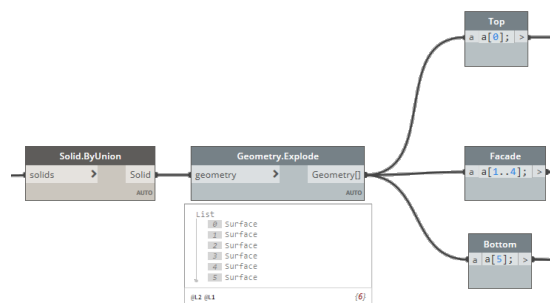 Top
a a[0]; >
Solid.ByUnion
solids > Solid
AUTO
Geometry.Explode
geometry > Geometry[]
AUTO
Facade
a a[1..4]; >
List
0 Surface
1 Surface
2 Surface
3 Surface
4 Surface
5 Surface
@L2 @L1 {6}
Bottom
a a[5]; >